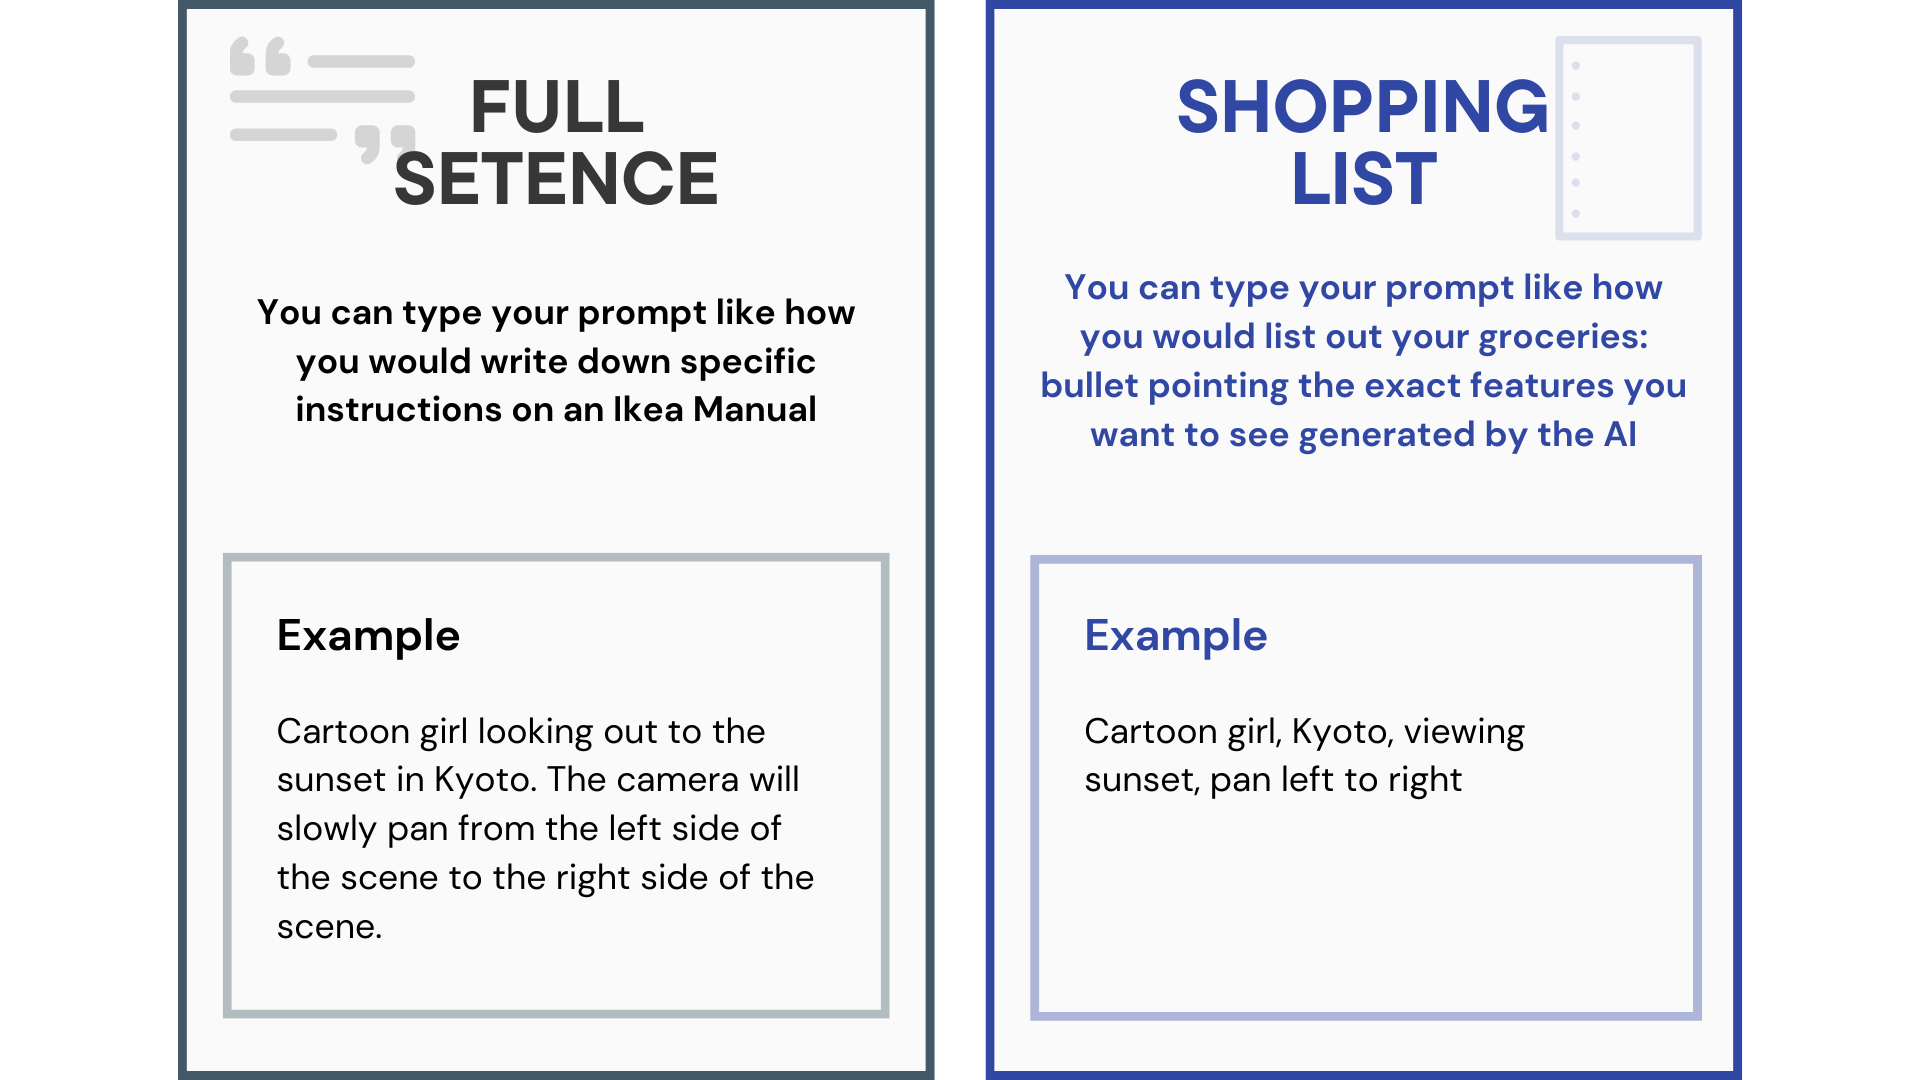 FULL
SETENCE
You can type your prompt like how
you would write down specific
instructions on an Ikea Manual
Example
Cartoon girl looking out to the
sunset in Kyoto. The camera will
slowly pan from the left side of
the scene to the right side of the
scene.
SHOPPING
LIST
You can type your prompt like how
you would list out your groceries:
bullet pointing the exact features you
want to see generated by the AI
Example
Cartoon girl, Kyoto, viewing
sunset, pan left to right